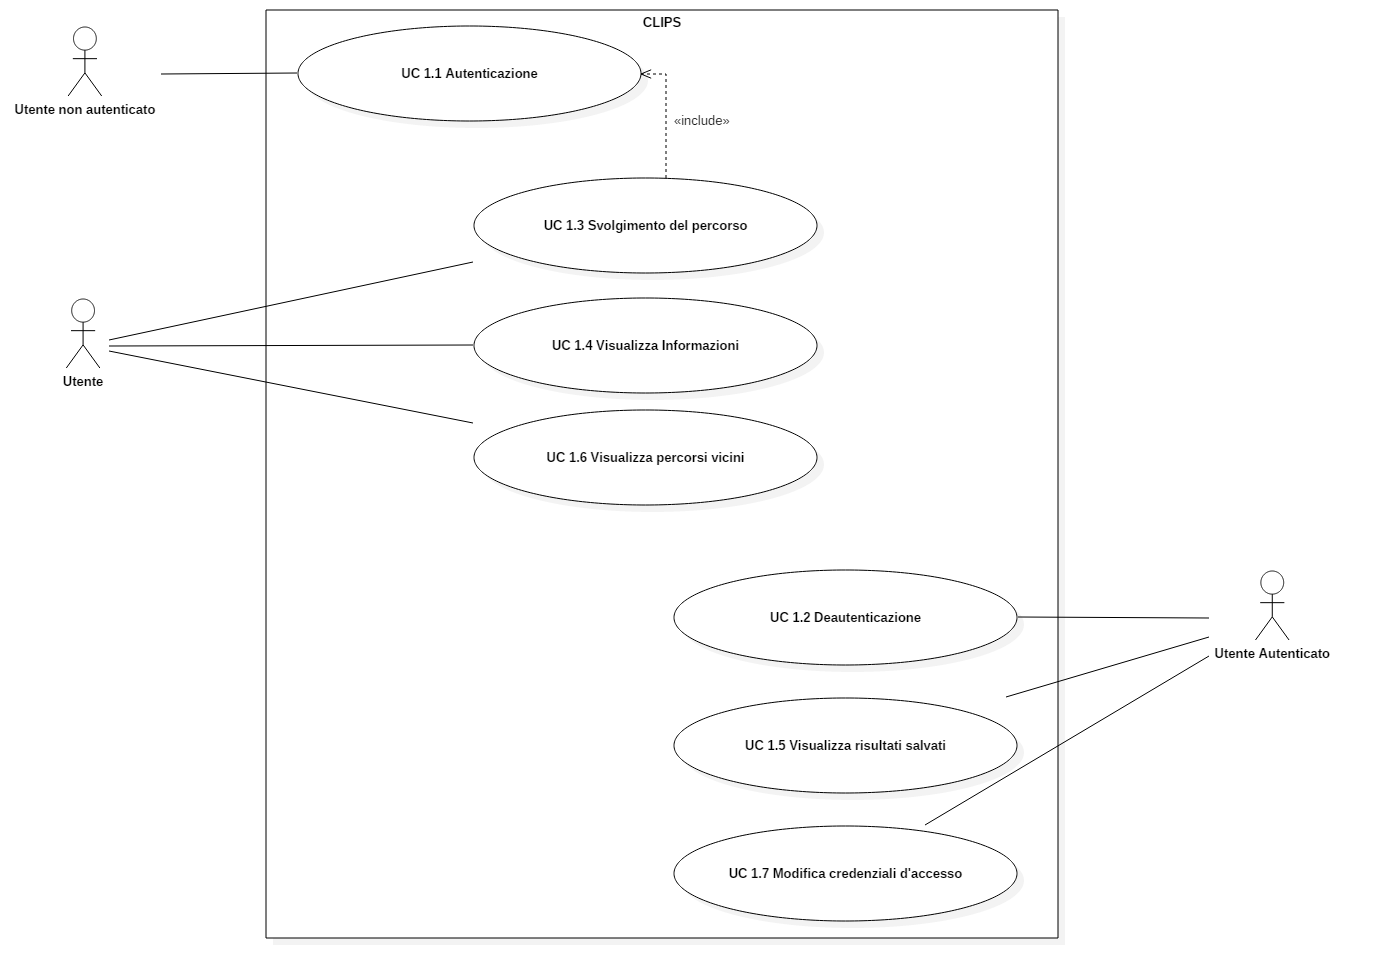 CLIPS
UC 1.1 Autenticazione
Utente non autenticato
«include»
UC 1.3 Svolgimento del percorso
UC 1.4 Visualizza Informazioni
Utente
UC 1.6 Visualizza percorsi vicini
UC 1.2 Deautenticazione
Utente Autenticato
UC 1.5 Visualizza risultati salvati
UC 1.7 Modifica credenziali d'accesso